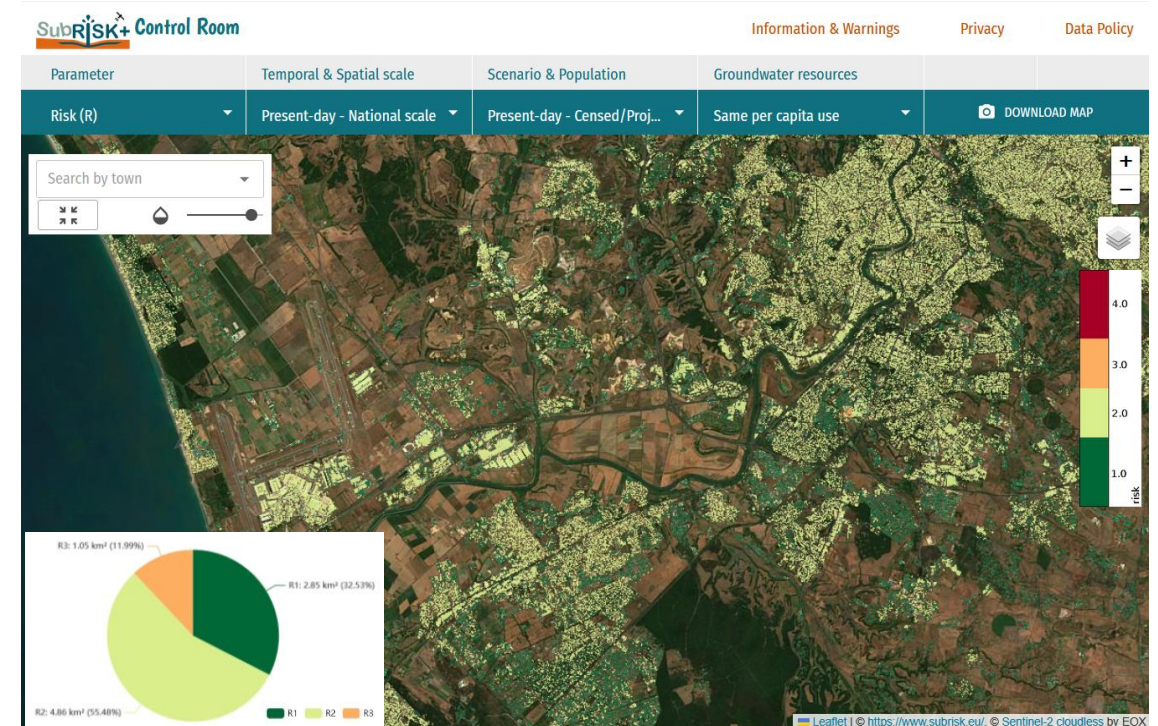 SubRISK+ Control Room
Information & Warnings
Privacy
Data Policy
Parameter
Temporal & Spatial scale
Scenario & Population
Groundwater resources
Risk (R)
Present-day - National scale
Present-day - Censed/Proj...
Same per capita use
DOWNLOAD MAP
Search by town
+
−
4.0
3.0
2.0
1.0
risk
R3: 1.05 km² (11.99%)
R1: 2.85 km² (32.53%)
R2: 4.86 km² (55.48%)
R1
R2
R3
Leaflet | © https://www.subrisk.eu/, © Sentinel-2 cloudless by EOX